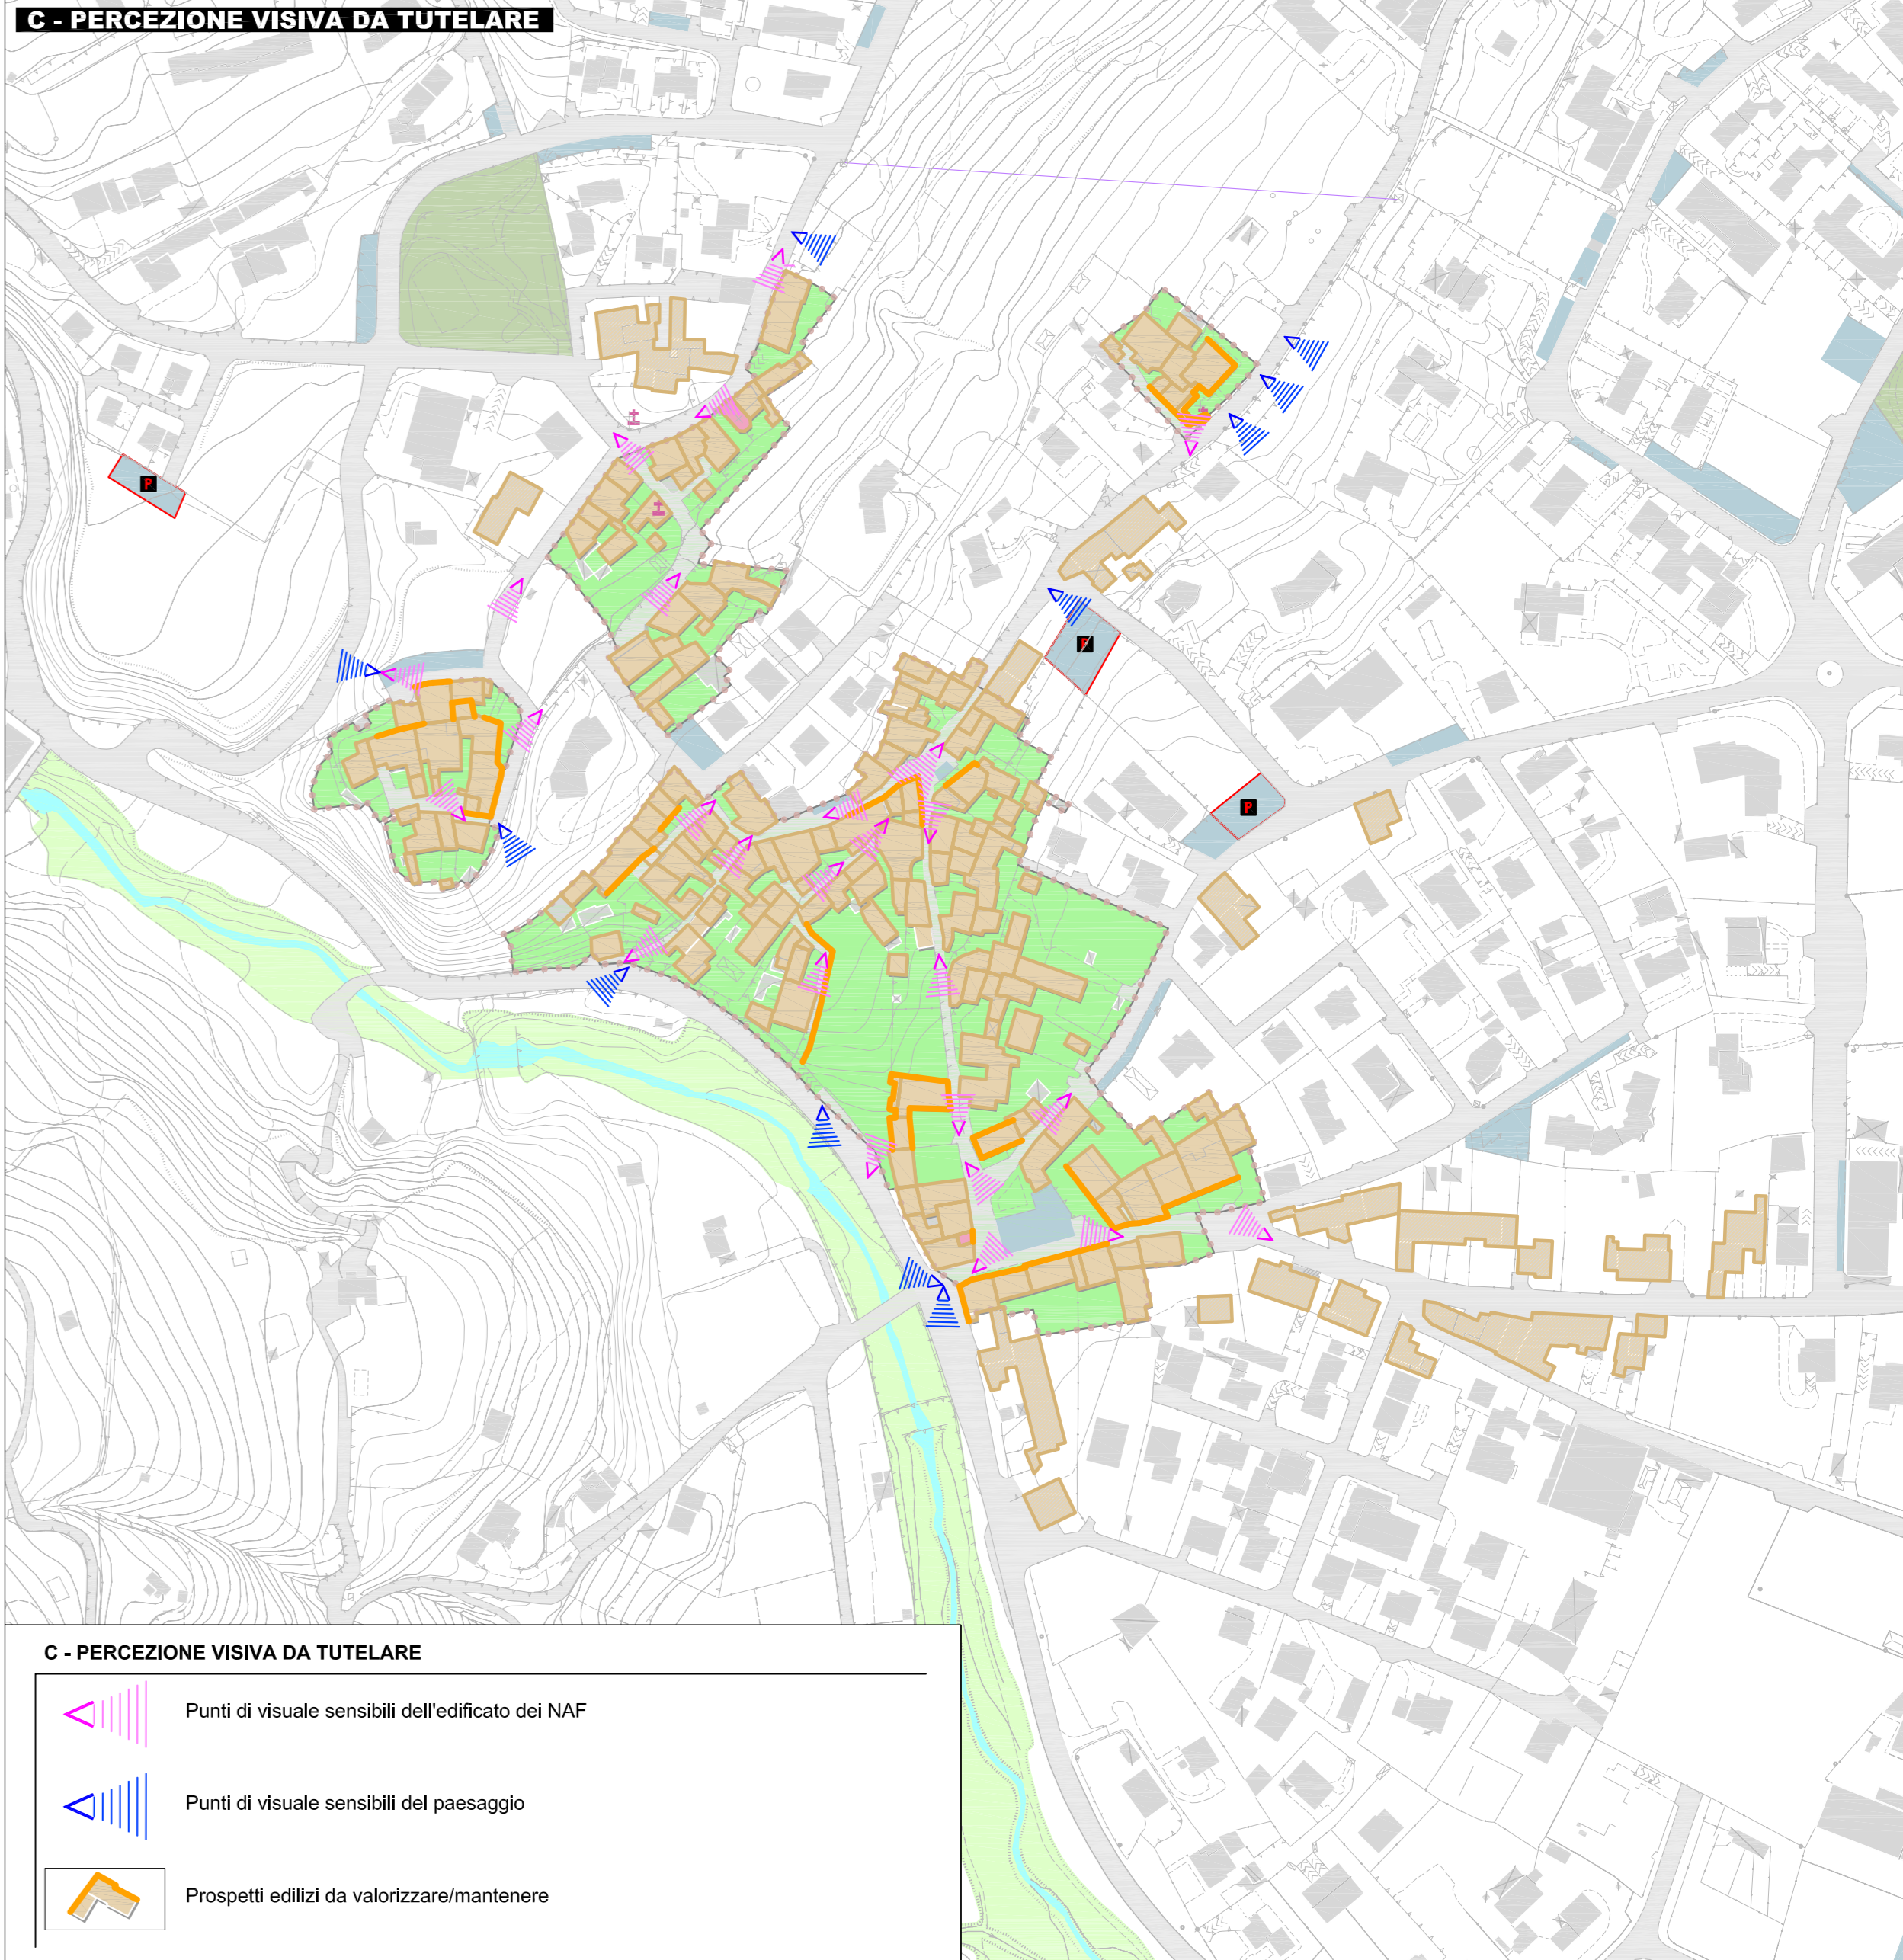 C - PERCEZIONE VISIVA DA TUTELARE
P
P
P
C - PERCEZIONE VISIVA DA TUTELARE
Punti di visuale sensibili dell'edificato dei NAF
Punti di visuale sensibili del paesaggio
Prospetti edilizi da valorizzare/mantenere